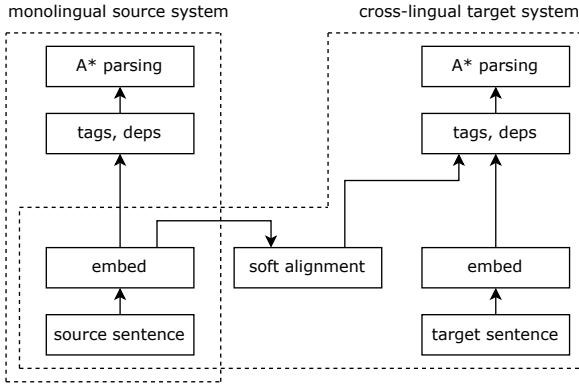 monolingual source system
cross-lingual target system
A* parsing
A* parsing
tags, deps
tags, deps
embed
soft alignment
embed
source sentence
target sentence